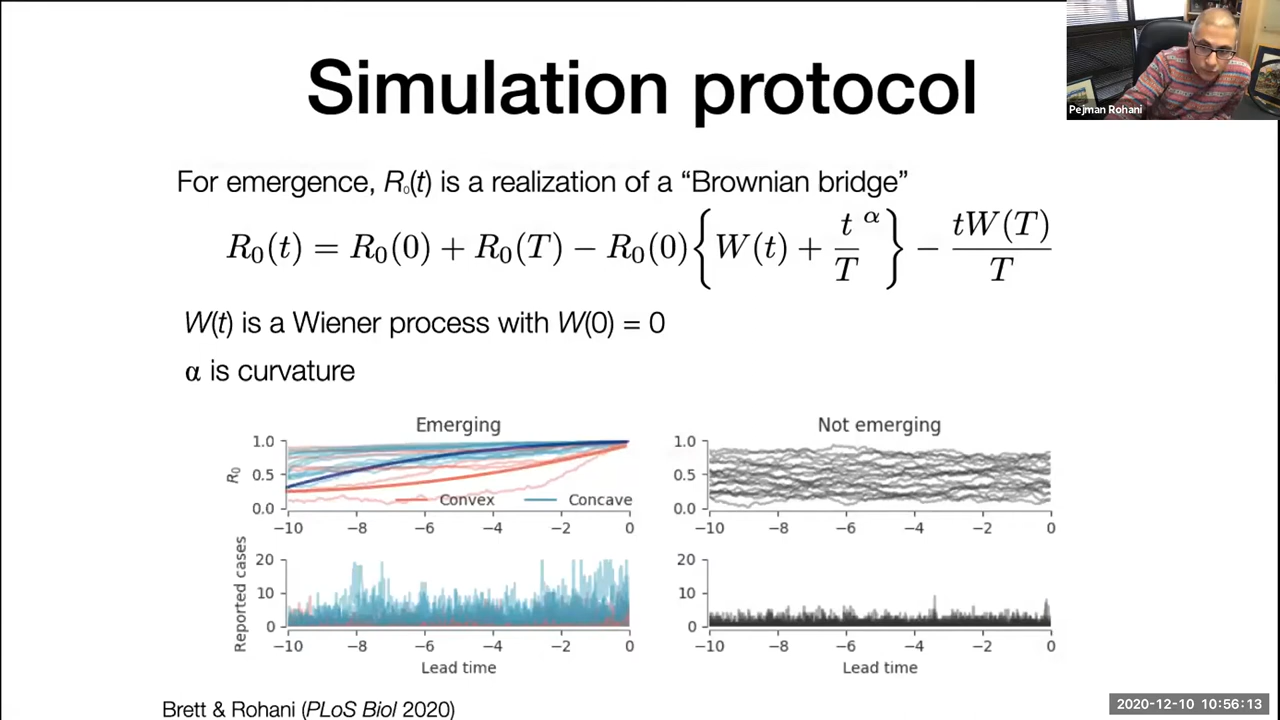 Simulation protocol
Pejman Rohani
For emergence, R₀(t) is a realization of a “Brownian bridge”
R₀(t) = R₀(0) + R₀(T) − R₀(0){W(t) + t/T ^α} − tW(T)/T
W(t) is a Wiener process with W(0) = 0
α is curvature
Emerging
Not emerging
R₀
1.0
0.5
0.0
Convex
Concave
−10 −8 −6 −4 −2 0
1.0
0.5
0.0
−10 −8 −6 −4 −2 0
Reported cases
20
10
0
−10 −8 −6 −4 −2 0
Lead time
20
10
0
−10 −8 −6 −4 −2 0
Lead time
Brett & Rohani (PLoS Biol 2020)
2020-12-10 10:56:13